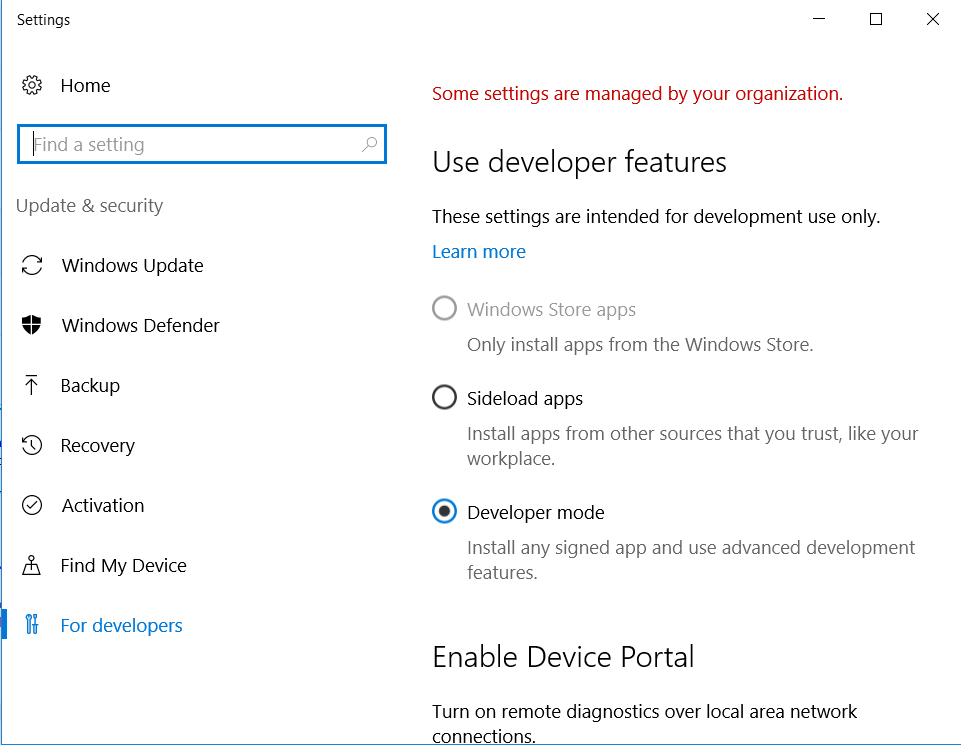 Settings
Home
Find a setting
Update & security
Windows Update
Windows Defender
Backup
Recovery
Activation
Find My Device
For developers
Some settings are managed by your organization.
Use developer features
These settings are intended for development use only.
Learn more
Windows Store apps
Only install apps from the Windows Store.
Sideload apps
Install apps from other sources that you trust, like your
workplace.
Developer mode
Install any signed app and use advanced development
features.
Enable Device Portal
Turn on remote diagnostics over local area network
connections.